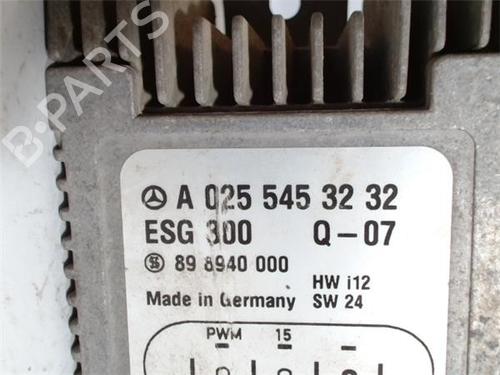 B-PARTS
A 025 545 32 32
ESG 300 Q-07
89 8940 000
HW i12
Made in Germany SW 24
PWM 15 –